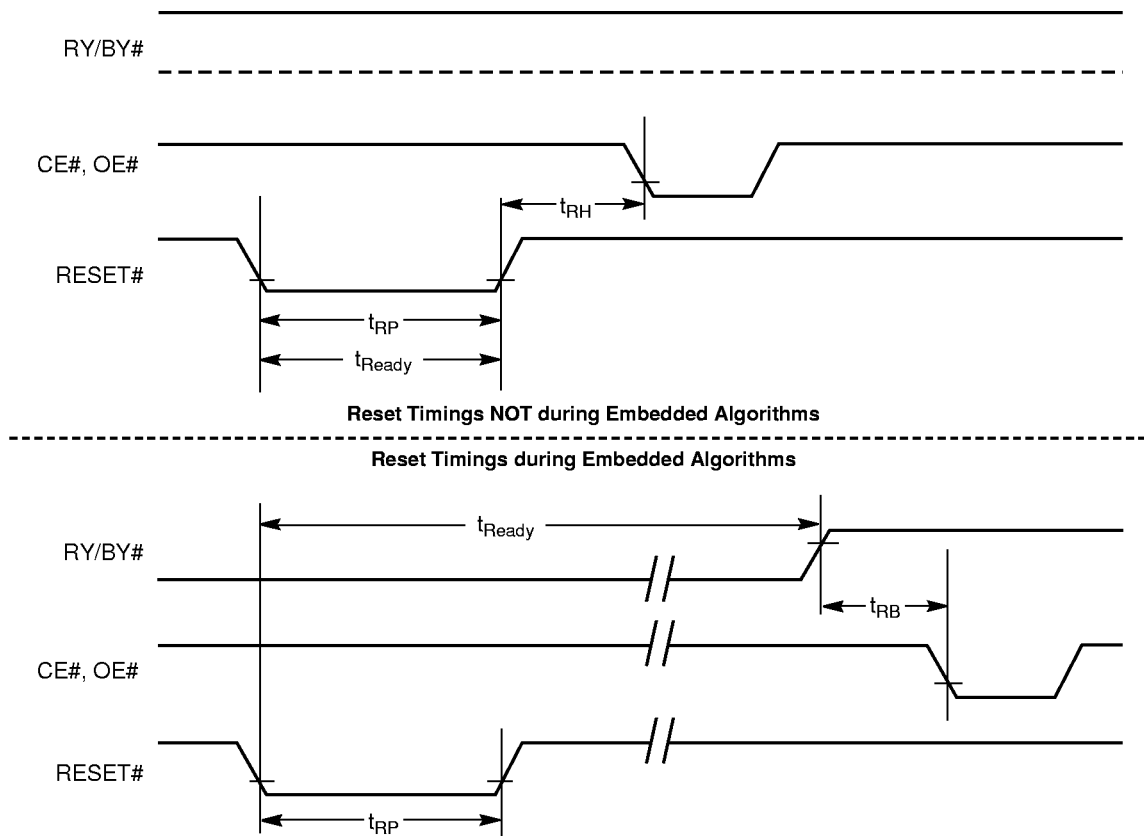 RY/BY#
CE#, OE#
tRH
RESET#
tRP
tReady
Reset Timings NOT during Embedded Algorithms
Reset Timings during Embedded Algorithms
tReady
RY/BY#
tRB
CE#, OE#
RESET#
tRP